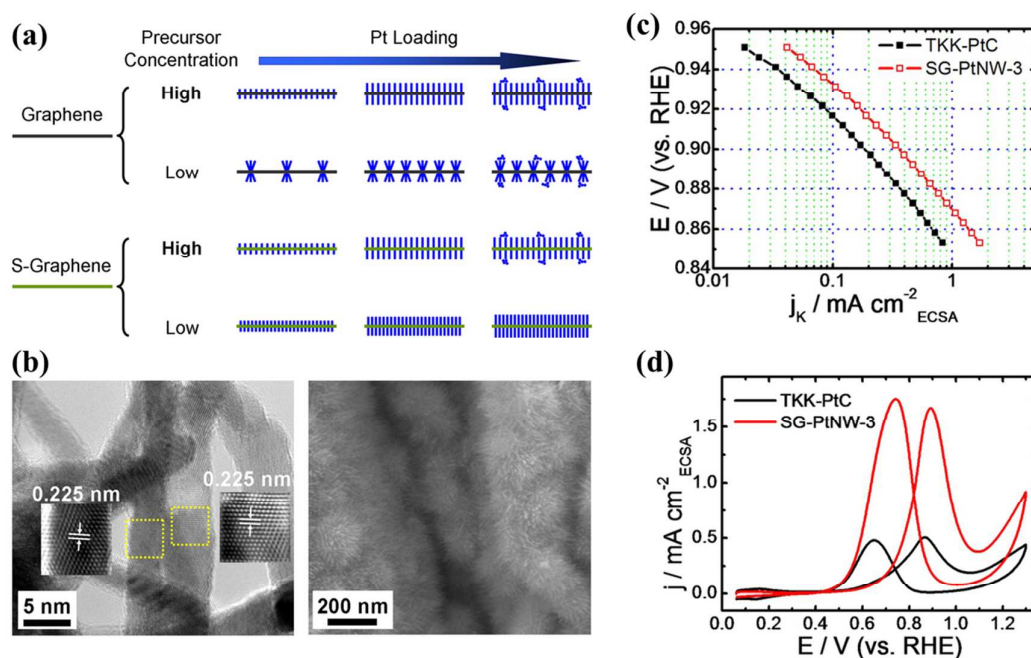 (a)
Precursor
Concentration
Pt Loading
Graphene
High
Low
S-Graphene
High
Low
(b)
0.225 nm
0.225 nm
5 nm
200 nm
(c)
TKK-PtC
SG-PtNW-3
E / V (vs. RHE)
0.96
0.94
0.92
0.90
0.88
0.86
0.84
0.01
0.1
1
jK / mA cm-2 ECSA
(d)
TKK-PtC
SG-PtNW-3
j / mA cm-2 ECSA
1.5
1.0
0.5
0.0
0.0
0.2
0.4
0.6
0.8
1.0
1.2
E / V (vs. RHE)